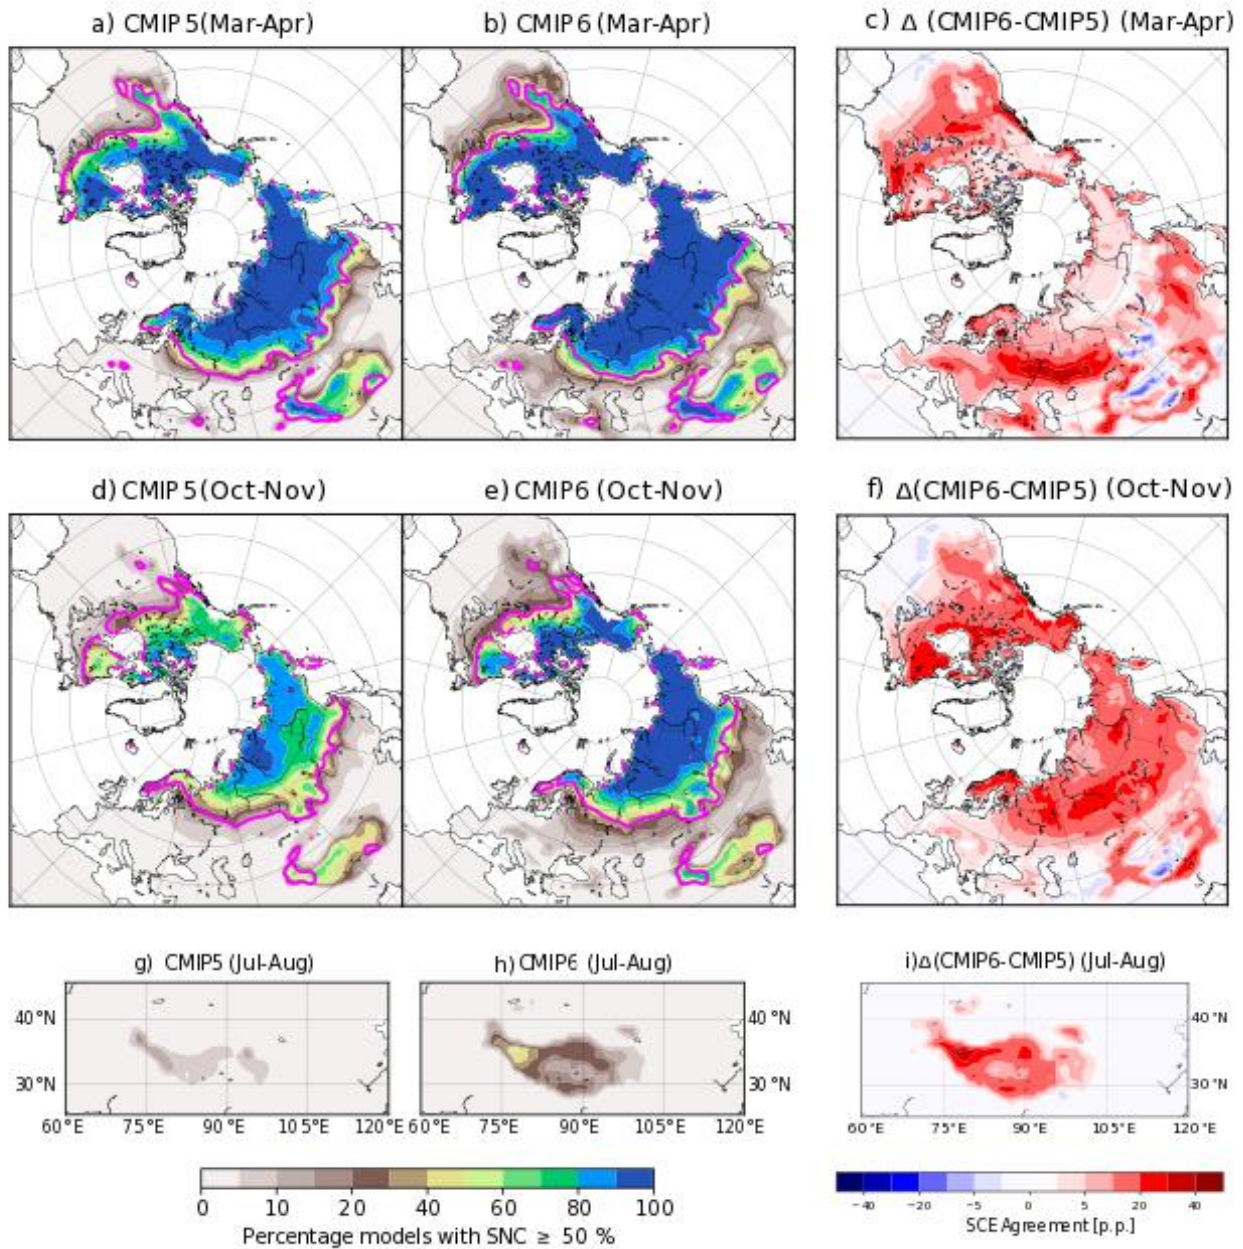 a) CMIP5(Mar-Apr)
b) CMIP6 (Mar-Apr)
c) Δ (CMIP6-CMIP5) (Mar-Apr)
d) CMIP5(Oct-Nov)
e) CMIP6 (Oct-Nov)
f) Δ(CMIP6-CMIP5) (Oct-Nov)
g) CMIP5 (Jul-Aug)
h) CMIP6 (Jul-Aug)
i)Δ(CMIP6-CMIP5) (Jul-Aug)
40°N 40°N 40°N
30°N 30°N 30°N
60°E 75°E 90°E 105°E 120°E 60°E 75°E 90°E 105°E 120°E 60°E 75°E 90°E 105°E 120°E
0 10 20 40 60 80 100
Percentage models with SNC ≥ 50 %
−40 −20 −5 0 5 20 40
SCE Agreement [p.p.]